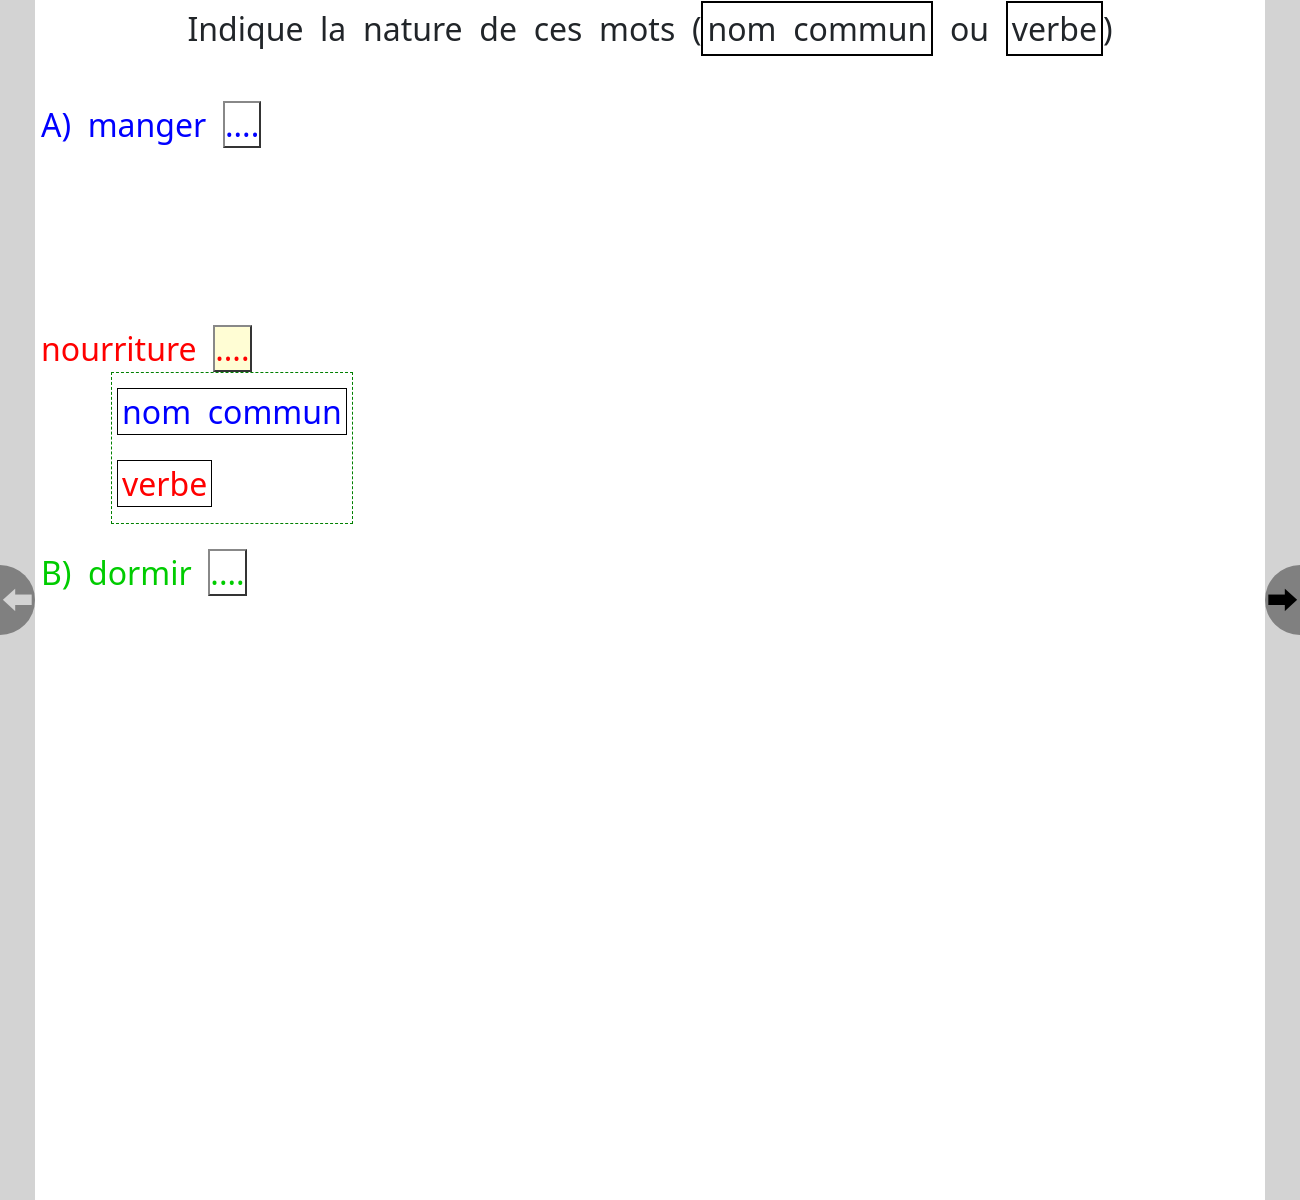 Indique la nature de ces mots (nom commun ou verbe)
A) manger ....
nourriture ....
nom commun
verbe
B) dormir ....